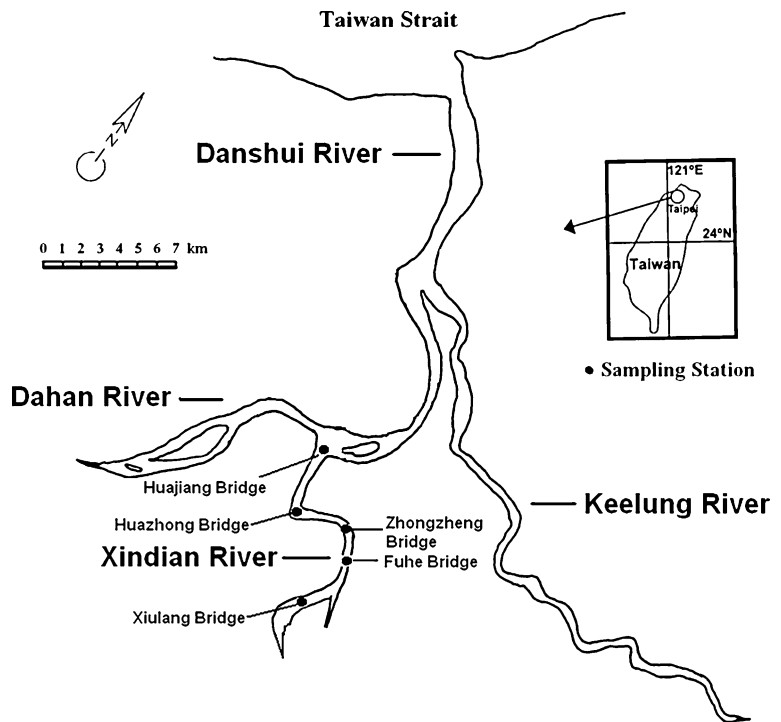 Taiwan Strait
Danshui River
N
121°E
Taipei
24°N
Taiwan
0 1 2 3 4 5 6 7 km
• Sampling Station
Dahan River
Huajiang Bridge
Huazhong Bridge
Zhongzheng
Bridge
Keelung River
Xindian River
Fuhe Bridge
Xiulang Bridge